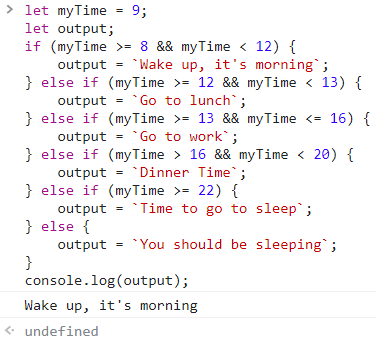 > let myTime = 9;
let output;
if (myTime >= 8 && myTime < 12) {
    output = `Wake up, it's morning`;
} else if (myTime >= 12 && myTime < 13) {
    output = `Go to lunch`;
} else if (myTime >= 13 && myTime <= 16) {
    output = `Go to work`;
} else if (myTime > 16 && myTime < 20) {
    output = `Dinner Time`;
} else if (myTime >= 22) {
    output = `Time to go to sleep`;
} else {
    output = `You should be sleeping`;
}
console.log(output);
Wake up, it's morning
undefined